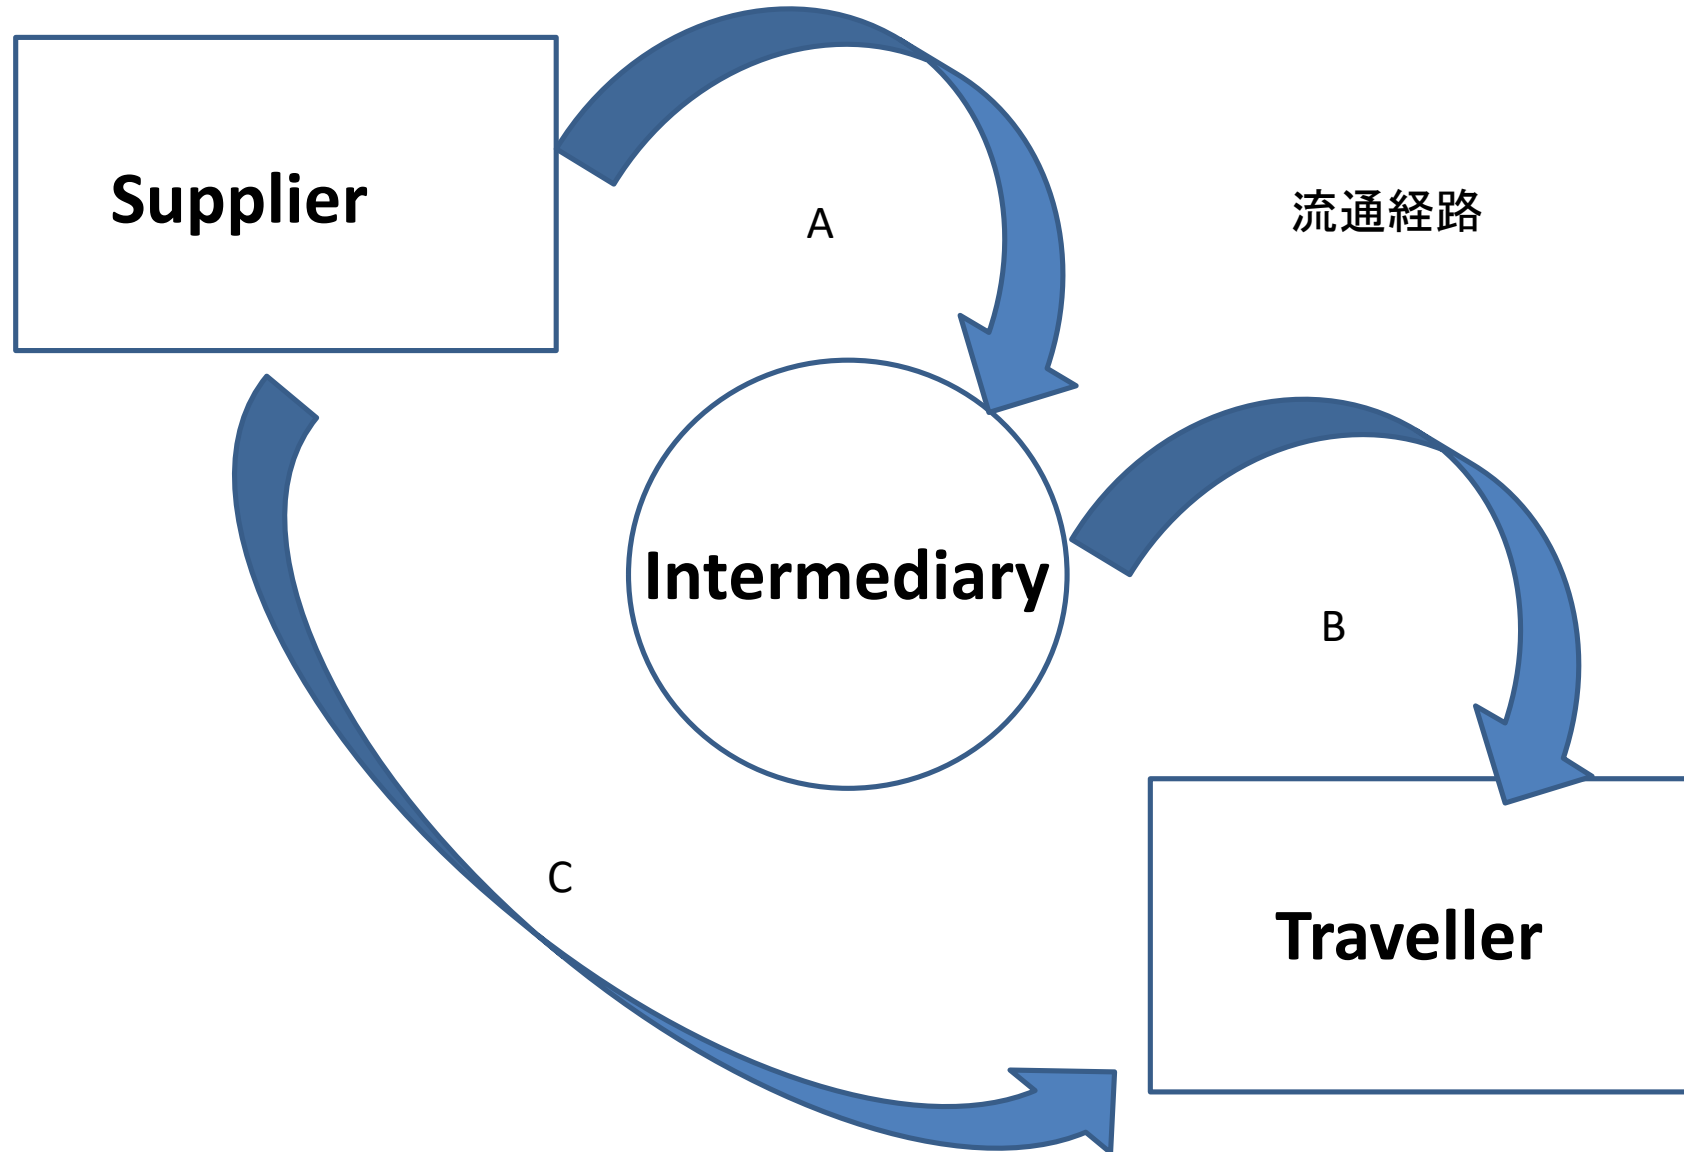 Supplier
流通経路
A
Intermediary
B
C
Traveller